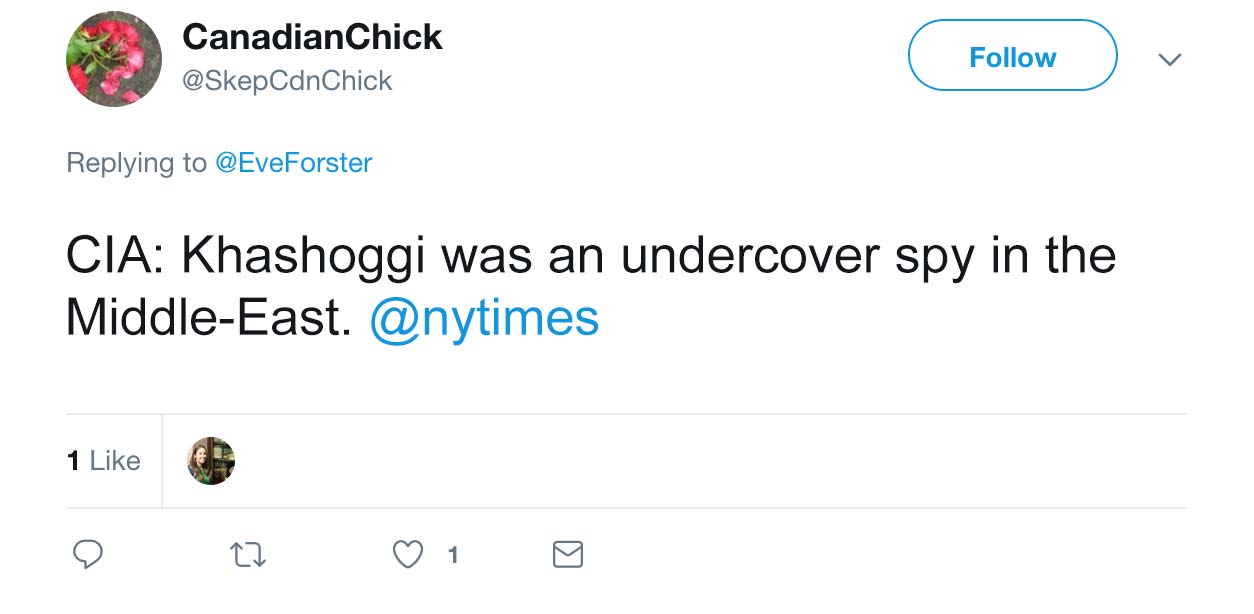 CanadianChick
@SkepCdnChick
Follow
Replying to @EveForster
CIA: Khashoggi was an undercover spy in the
Middle-East. @nytimes
1 Like
1